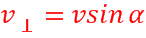 v⊥ = vsin α